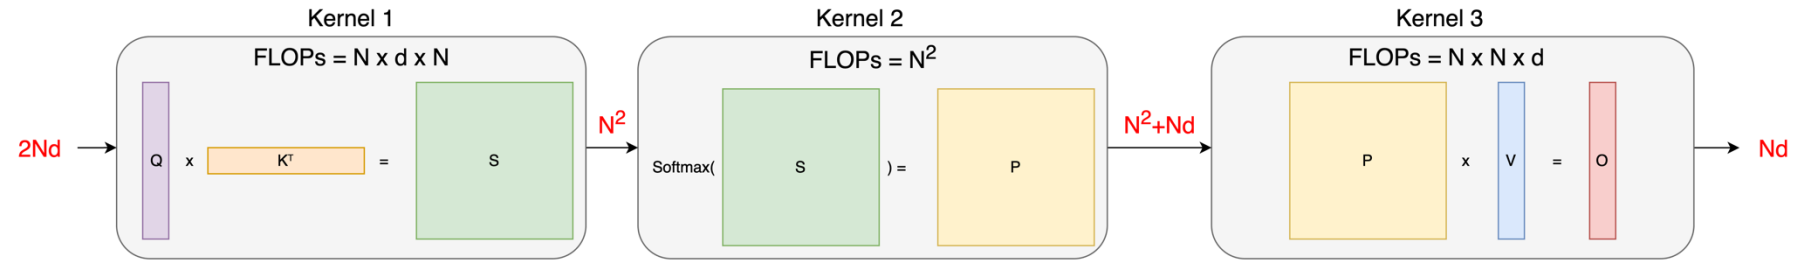 Kernel 1
Kernel 2
Kernel 3
FLOPs = N x d x N
FLOPs = N²
FLOPs = N x N x d
2Nd
Q x Kᵀ = S
N²
Softmax( S ) = P
N²+Nd
P x V = O
Nd